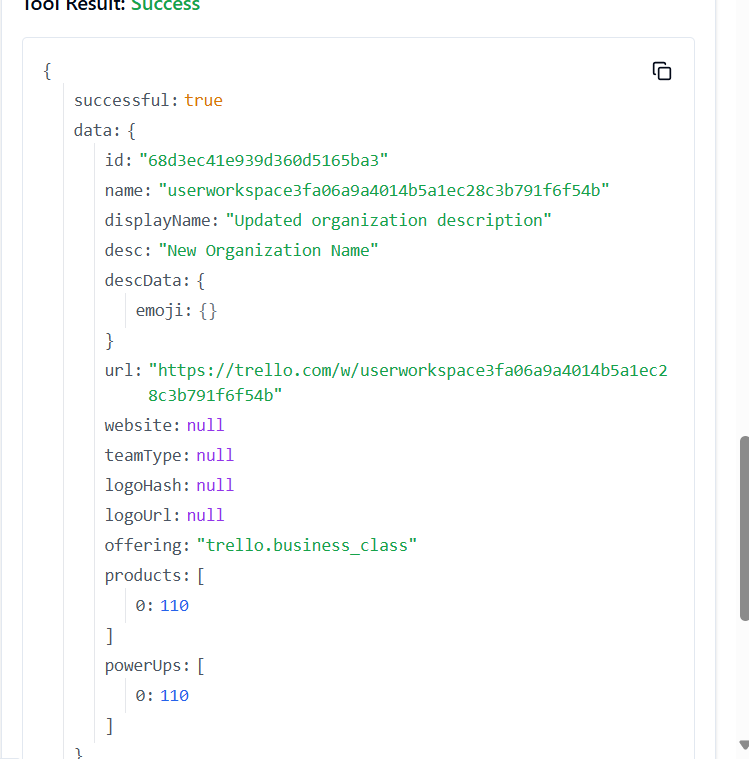 Tool Result: Success
{
successful: true
data: {
id: "68d3ec41e939d360d5165ba3"
name: "userworkspace3fa06a9a4014b5a1ec28c3b791f6f54b"
displayName: "Updated organization description"
desc: "New Organization Name"
descData: {
emoji: {}
}
url: "https://trello.com/w/userworkspace3fa06a9a4014b5a1ec2
8c3b791f6f54b"
website: null
teamType: null
logoHash: null
logoUrl: null
offering: "trello.business_class"
products: [
0: 110
]
powerUps: [
0: 110
]
}